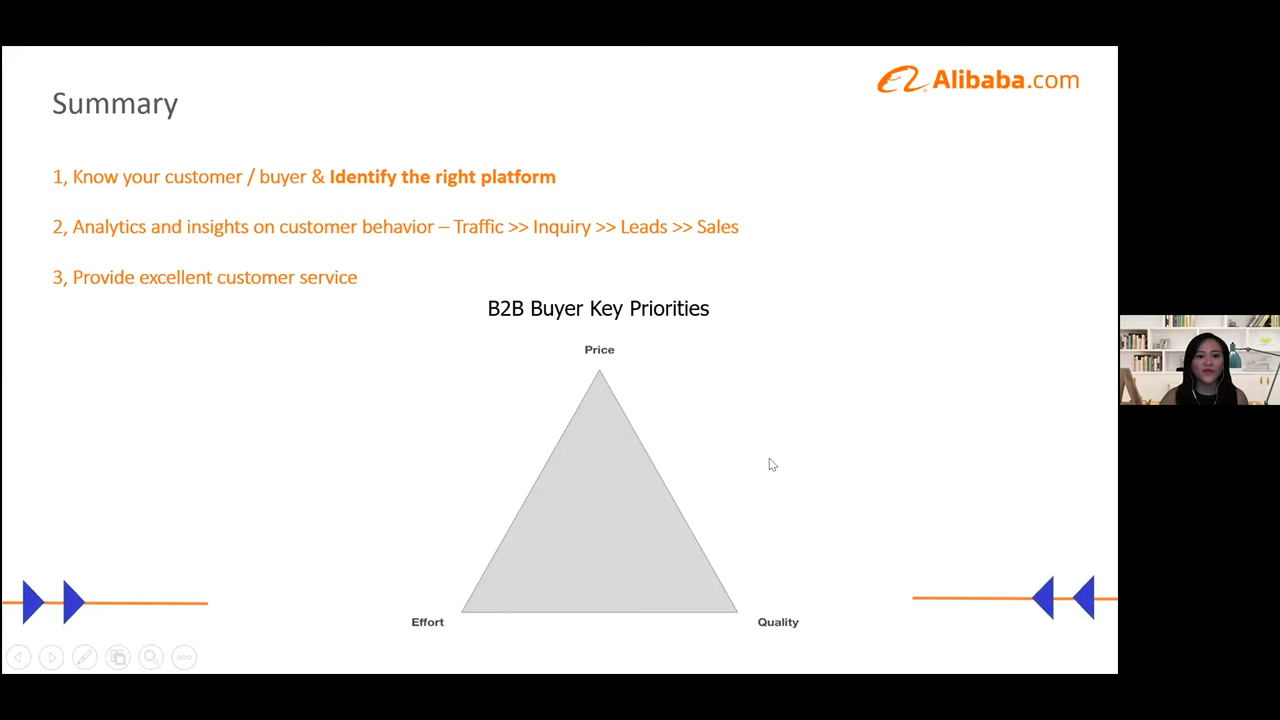 Alibaba.com
Summary
1, Know your customer / buyer & Identify the right platform
2, Analytics and insights on customer behavior – Traffic >> Inquiry >> Leads >> Sales
3, Provide excellent customer service
B2B Buyer Key Priorities
Price
Effort
Quality